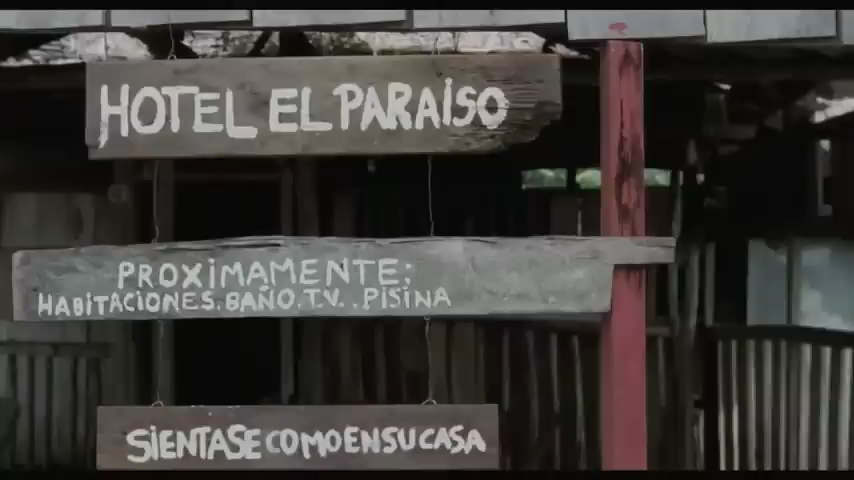 HOTEL EL PARAISO
PROXIMAMENTE:
HABITACIONES.BAÑO.T.V..PISINA
SIENTASE COMO EN SU CASA